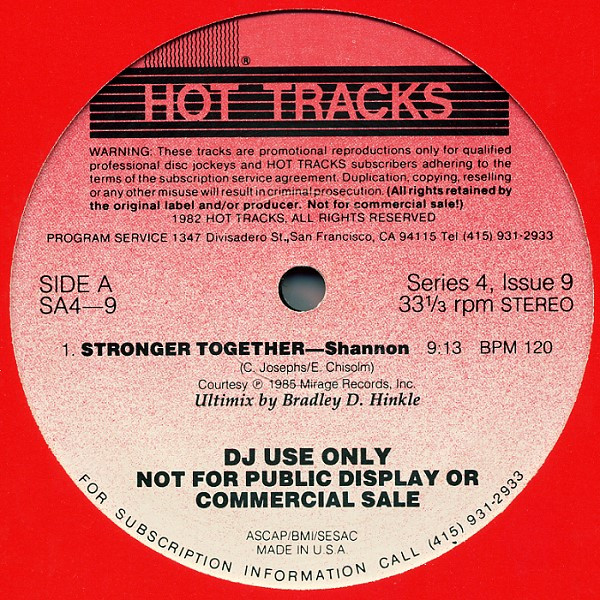 ®
HOT TRACKS
WARNING: These tracks are promotional reproductions only for qualified
professional disc jockeys and HOT TRACKS subscribers adhering to the
terms of the subscription service agreement. Duplication, copying, reselling
or any other misuse will result in criminal prosecution. (All rights retained by
the original label and/or producer. Not for commercial sale!)
1982 HOT TRACKS, ALL RIGHTS RESERVED
PROGRAM SERVICE 1347 Divisadero St.,San Francisco, CA 94115 Tel (415) 931-2933
SIDE A
SA4—9
Series 4, Issue 9
33⅓ rpm STEREO
1. STRONGER TOGETHER—Shannon 9:13 BPM 120
(C. Josephs/E. Chisolm)
Courtesy ℗ 1985 Mirage Records, Inc.
Ultimix by Bradley D. Hinkle
DJ USE ONLY
NOT FOR PUBLIC DISPLAY OR
COMMERCIAL SALE
ASCAP/BMI/SESAC
MADE IN U.S.A.
FOR SUBSCRIPTION INFORMATION CALL (415) 931-2933